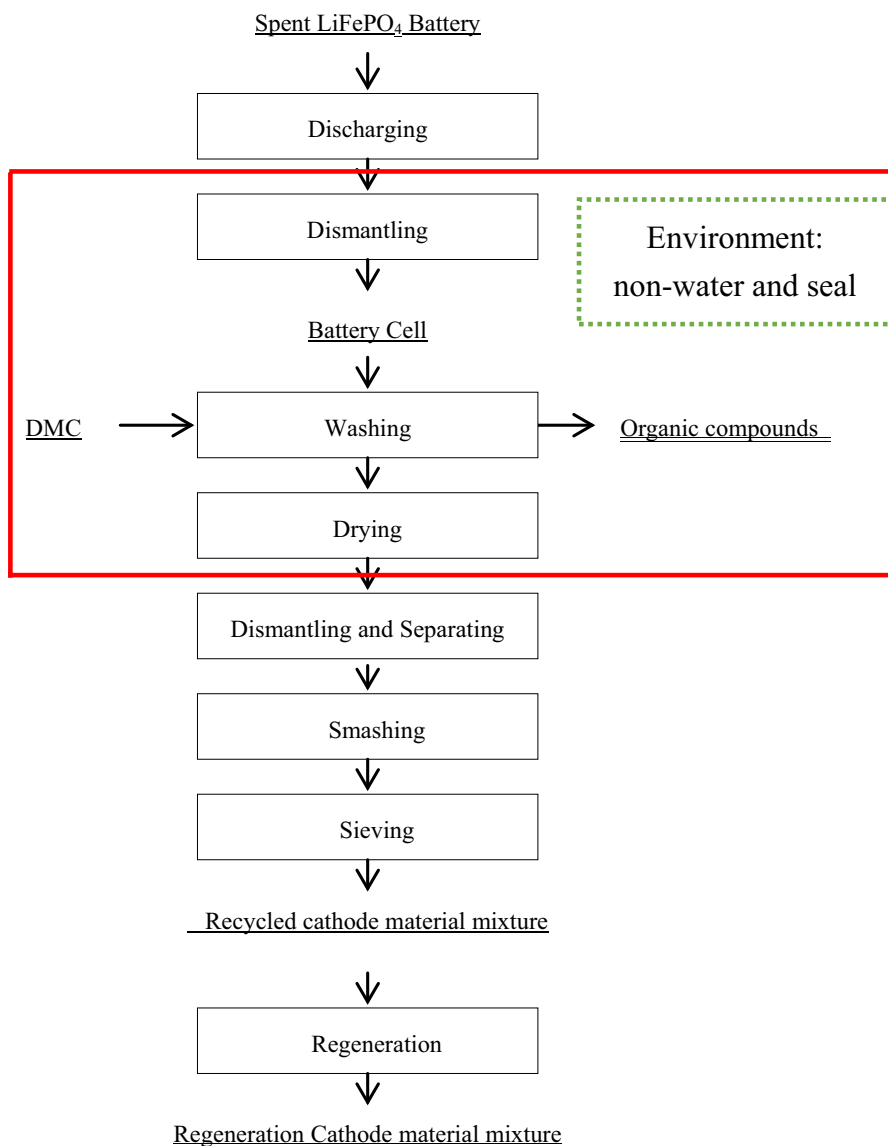 Spent LiFePO₄ Battery
Discharging
Dismantling
Environment:
non-water and seal
Battery Cell
DMC
Washing
Organic compounds
Drying
Dismantling and Separating
Smashing
Sieving
Recycled cathode material mixture
Regeneration
Regeneration Cathode material mixture